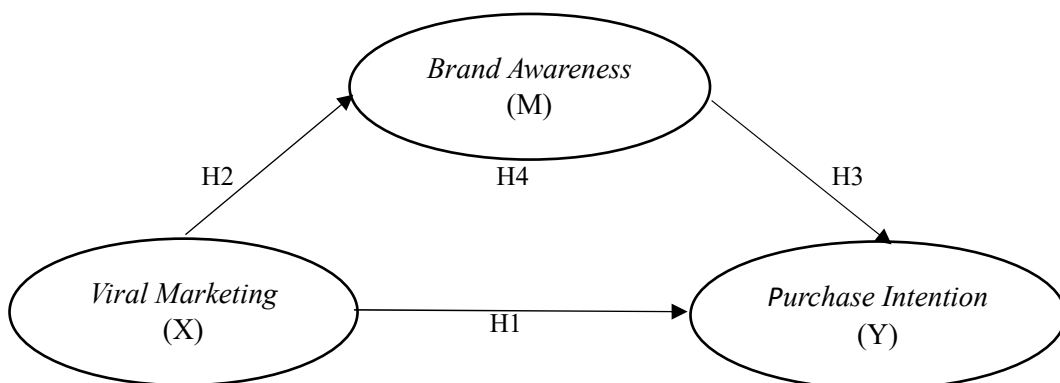 Brand Awareness
(M)
H2
H4
H3
Viral Marketing
(X)
H1
Purchase Intention
(Y)